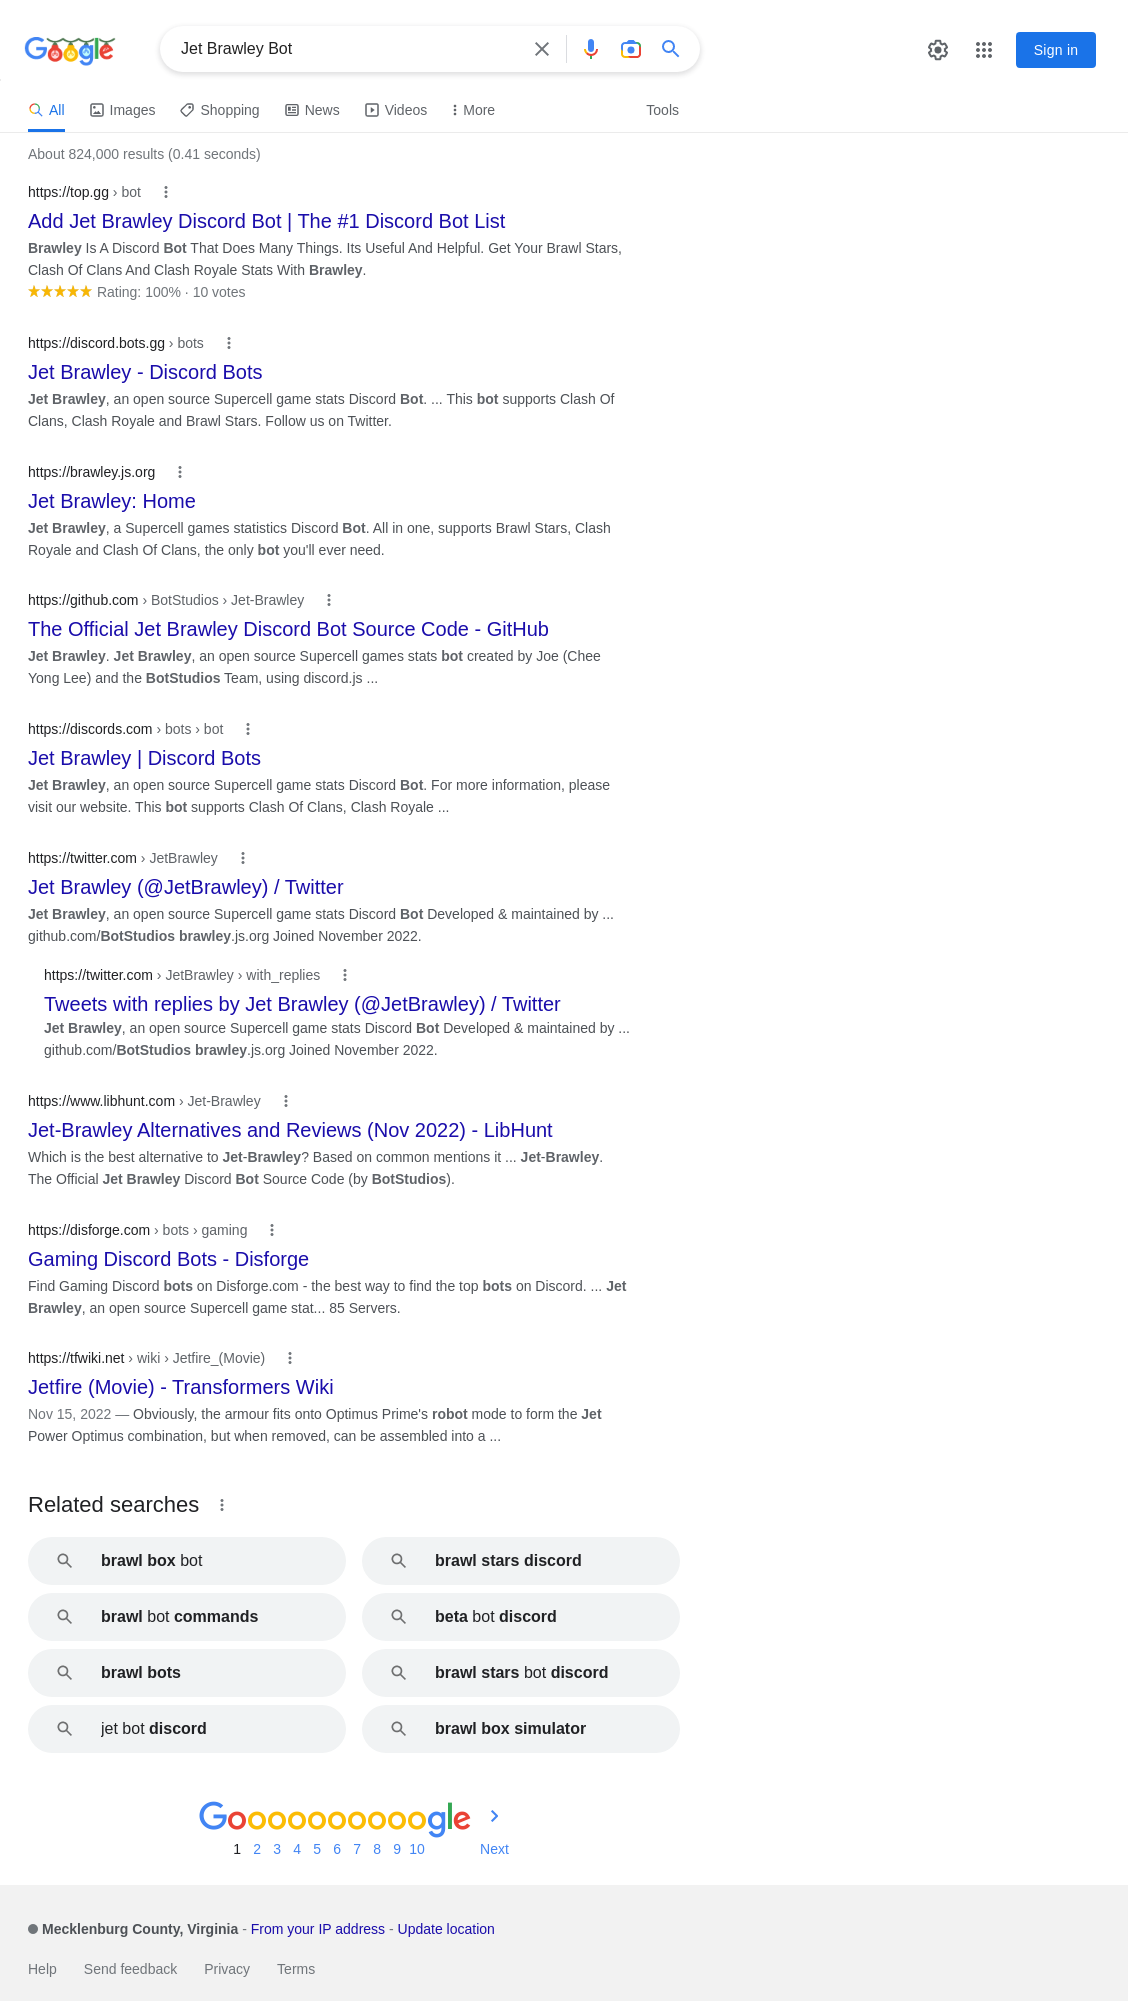 Google
Jet Brawley Bot
Sign in
All
Images
Shopping
News
Videos
More
Tools
About 824,000 results (0.41 seconds)
https://top.gg › bot
Add Jet Brawley Discord Bot | The #1 Discord Bot List
Brawley Is A Discord Bot That Does Many Things. Its Useful And Helpful. Get Your Brawl Stars,
Clash Of Clans And Clash Royale Stats With Brawley.
Rating: 100% · 10 votes
https://discord.bots.gg › bots
Jet Brawley - Discord Bots
Jet Brawley, an open source Supercell game stats Discord Bot. ... This bot supports Clash Of
Clans, Clash Royale and Brawl Stars. Follow us on Twitter.
https://brawley.js.org
Jet Brawley: Home
Jet Brawley, a Supercell games statistics Discord Bot. All in one, supports Brawl Stars, Clash
Royale and Clash Of Clans, the only bot you'll ever need.
https://github.com › BotStudios › Jet-Brawley
The Official Jet Brawley Discord Bot Source Code - GitHub
Jet Brawley. Jet Brawley, an open source Supercell games stats bot created by Joe (Chee
Yong Lee) and the BotStudios Team, using discord.js ...
https://discords.com › bots › bot
Jet Brawley | Discord Bots
Jet Brawley, an open source Supercell game stats Discord Bot. For more information, please
visit our website. This bot supports Clash Of Clans, Clash Royale ...
https://twitter.com › JetBrawley
Jet Brawley (@JetBrawley) / Twitter
Jet Brawley, an open source Supercell game stats Discord Bot Developed & maintained by ...
github.com/BotStudios brawley.js.org Joined November 2022.
https://twitter.com › JetBrawley › with_replies
Tweets with replies by Jet Brawley (@JetBrawley) / Twitter
Jet Brawley, an open source Supercell game stats Discord Bot Developed & maintained by ...
github.com/BotStudios brawley.js.org Joined November 2022.
https://www.libhunt.com › Jet-Brawley
Jet-Brawley Alternatives and Reviews (Nov 2022) - LibHunt
Which is the best alternative to Jet-Brawley? Based on common mentions it ... Jet-Brawley.
The Official Jet Brawley Discord Bot Source Code (by BotStudios).
https://disforge.com › bots › gaming
Gaming Discord Bots - Disforge
Find Gaming Discord bots on Disforge.com - the best way to find the top bots on Discord. ... Jet
Brawley, an open source Supercell game stat... 85 Servers.
https://tfwiki.net › wiki › Jetfire_(Movie)
Jetfire (Movie) - Transformers Wiki
Nov 15, 2022 — Obviously, the armour fits onto Optimus Prime's robot mode to form the Jet
Power Optimus combination, but when removed, can be assembled into a ...
Related searches
brawl box bot
brawl stars discord
brawl bot commands
beta bot discord
brawl bots
brawl stars bot discord
jet bot discord
brawl box simulator
Goooooooooogle
1 2 3 4 5 6 7 8 9 10 Next
Mecklenburg County, Virginia - From your IP address - Update location
Help Send feedback Privacy Terms